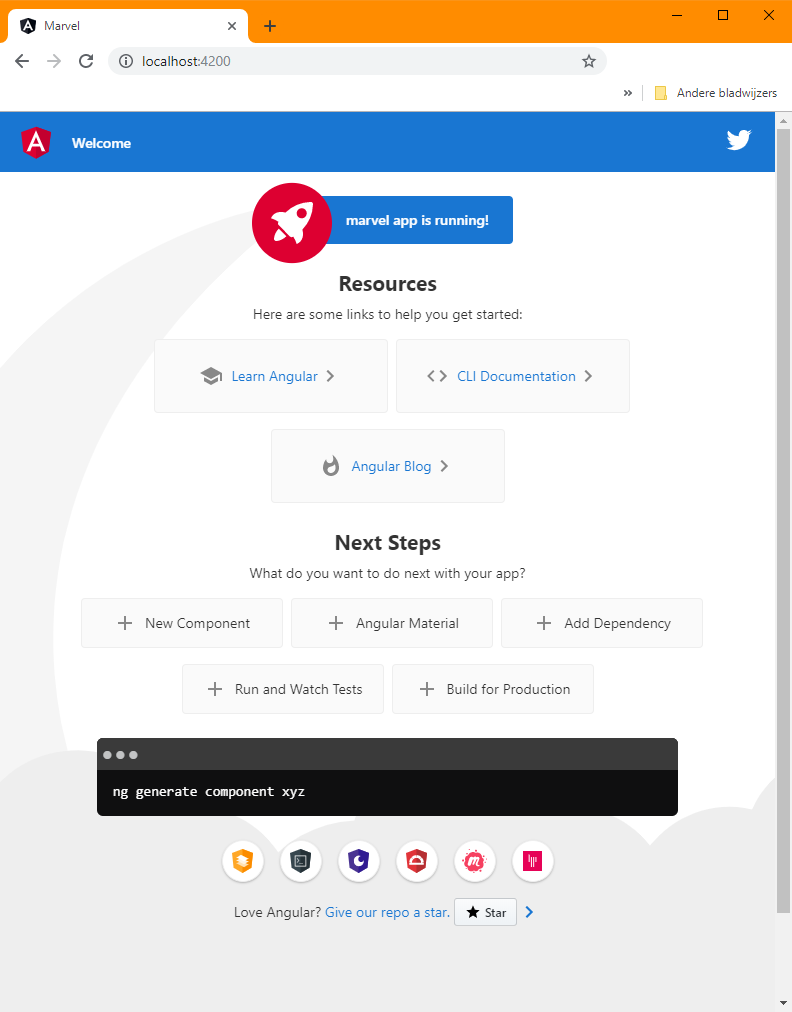 Marvel
localhost:4200
» Andere bladwijzers
Welcome
marvel app is running!
Resources
Here are some links to help you get started:
Learn Angular
CLI Documentation
Angular Blog
Next Steps
What do you want to do next with your app?
New Component
Angular Material
Add Dependency
Run and Watch Tests
Build for Production
ng generate component xyz
Love Angular? Give our repo a star. Star